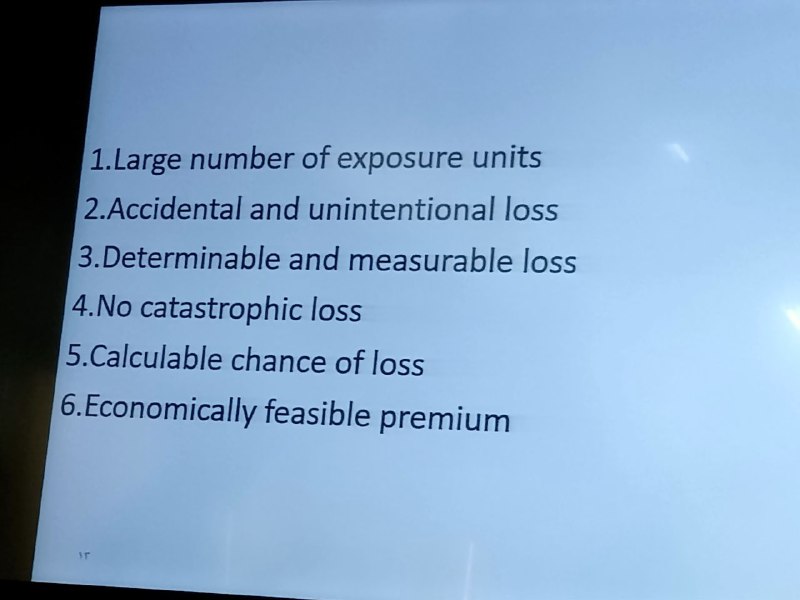 1.Large number of exposure units
2.Accidental and unintentional loss
3.Determinable and measurable loss
4.No catastrophic loss
5.Calculable chance of loss
6.Economically feasible premium
١٣